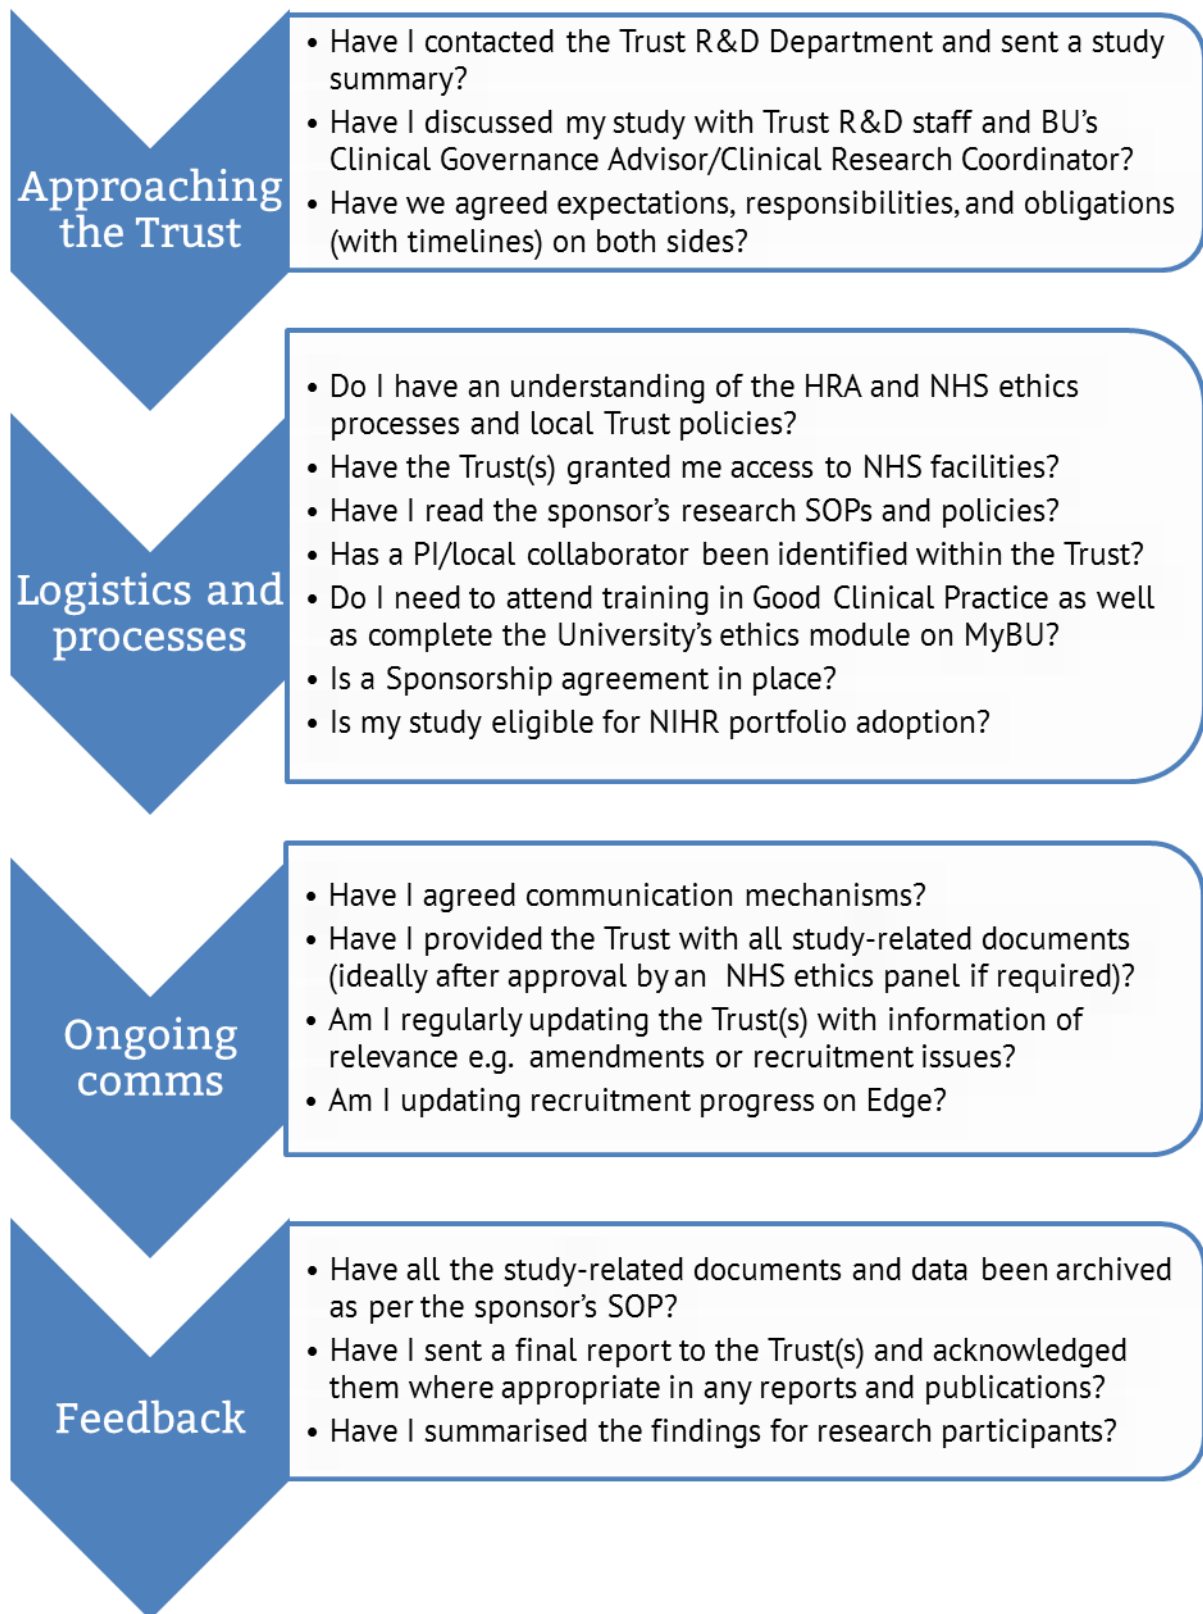 Approaching
the Trust
• Have I contacted the Trust R&D Department and sent a study
summary?
• Have I discussed my study with Trust R&D staff and BU's
Clinical Governance Advisor/Clinical Research Coordinator?
• Have we agreed expectations, responsibilities, and obligations
(with timelines) on both sides?
Logistics and
processes
• Do I have an understanding of the HRA and NHS ethics
processes and local Trust policies?
• Have the Trust(s) granted me access to NHS facilities?
• Have I read the sponsor's research SOPs and policies?
• Has a PI/local collaborator been identified within the Trust?
• Do I need to attend training in Good Clinical Practice as well
as complete the University's ethics module on MyBU?
• Is a Sponsorship agreement in place?
• Is my study eligible for NIHR portfolio adoption?
Ongoing
comms
• Have I agreed communication mechanisms?
• Have I provided the Trust with all study-related documents
(ideally after approval by an NHS ethics panel if required)?
• Am I regularly updating the Trust(s) with information of
relevance e.g. amendments or recruitment issues?
• Am I updating recruitment progress on Edge?
Feedback
• Have all the study-related documents and data been archived
as per the sponsor's SOP?
• Have I sent a final report to the Trust(s) and acknowledged
them where appropriate in any reports and publications?
• Have I summarised the findings for research participants?